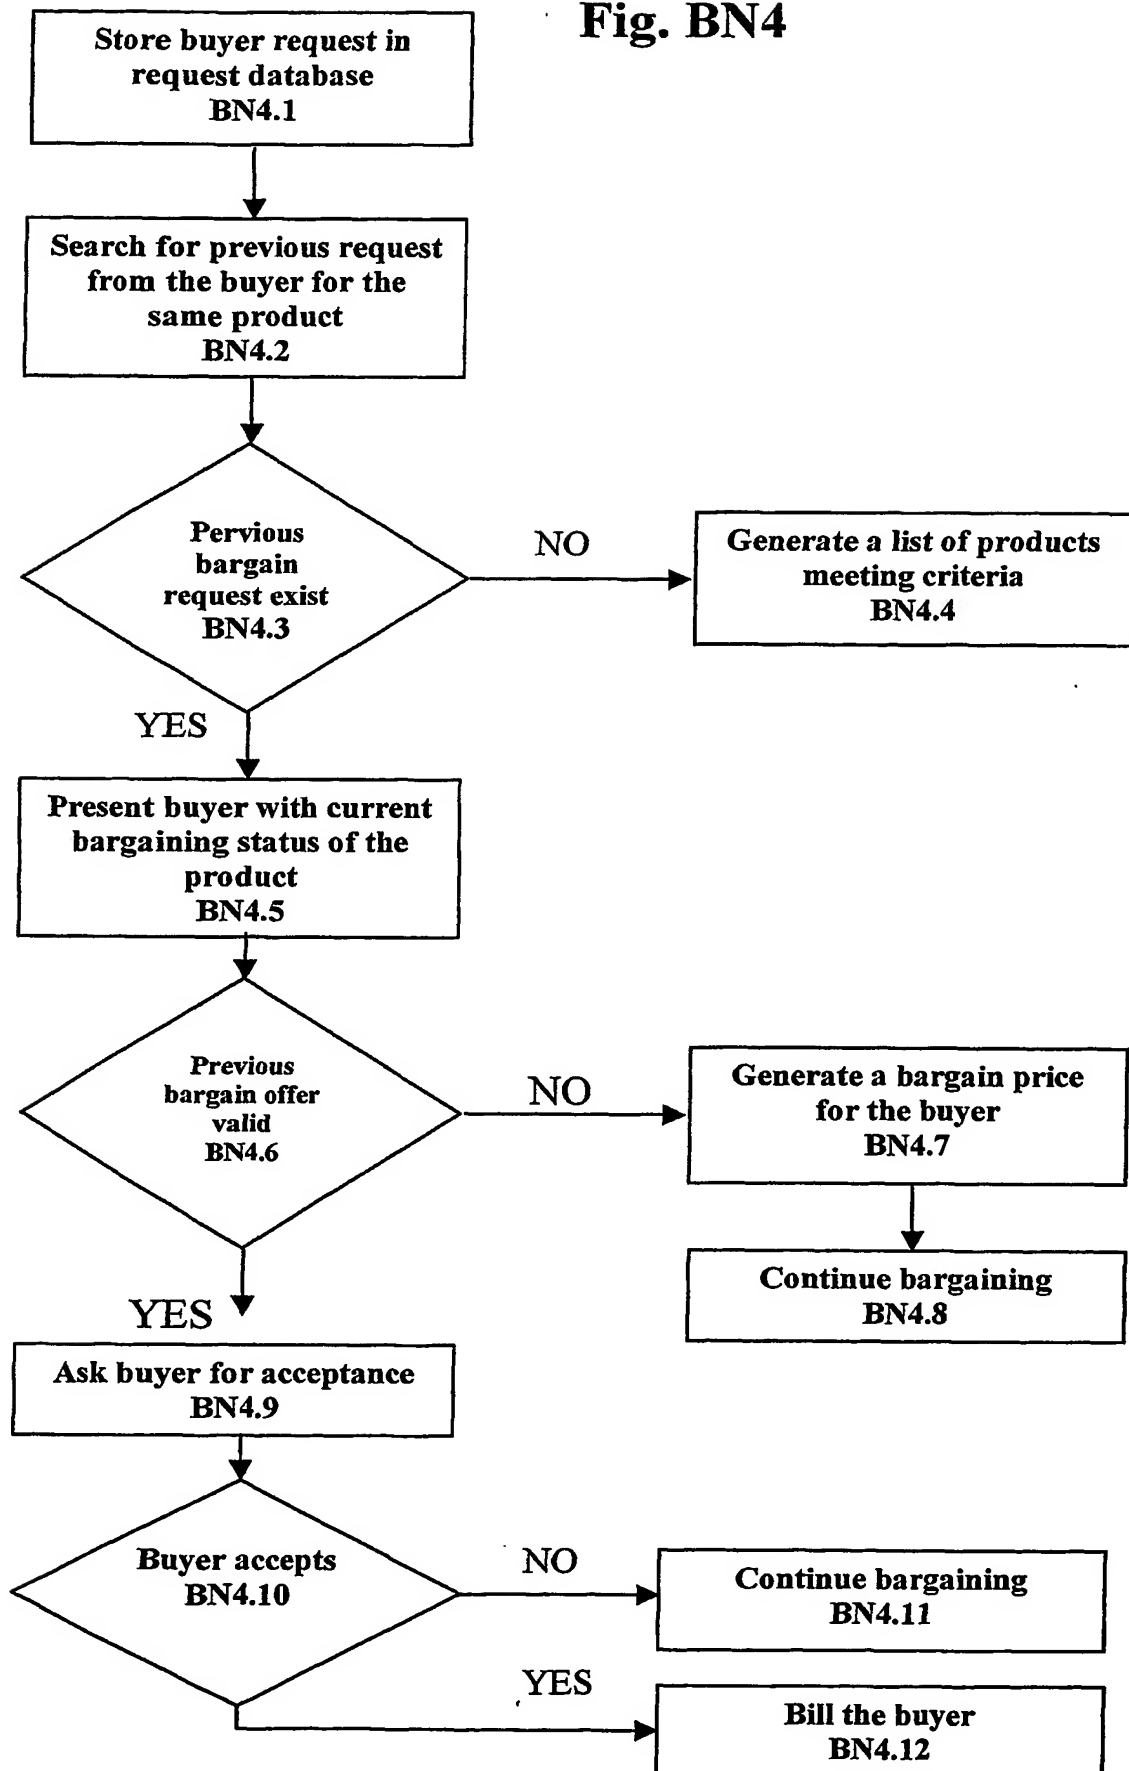 Fig. BN4
Store buyer request in
request database
BN4.1
Search for previous request
from the buyer for the
same product
BN4.2
Pervious
bargain
request exist
BN4.3
NO
Generate a list of products
meeting criteria
BN4.4
YES
Present buyer with current
bargaining status of the
product
BN4.5
Previous
bargain offer
valid
BN4.6
NO
Generate a bargain price
for the buyer
BN4.7
Continue bargaining
BN4.8
YES
Ask buyer for acceptance
BN4.9
Buyer accepts
BN4.10
NO
Continue bargaining
BN4.11
YES
Bill the buyer
BN4.12